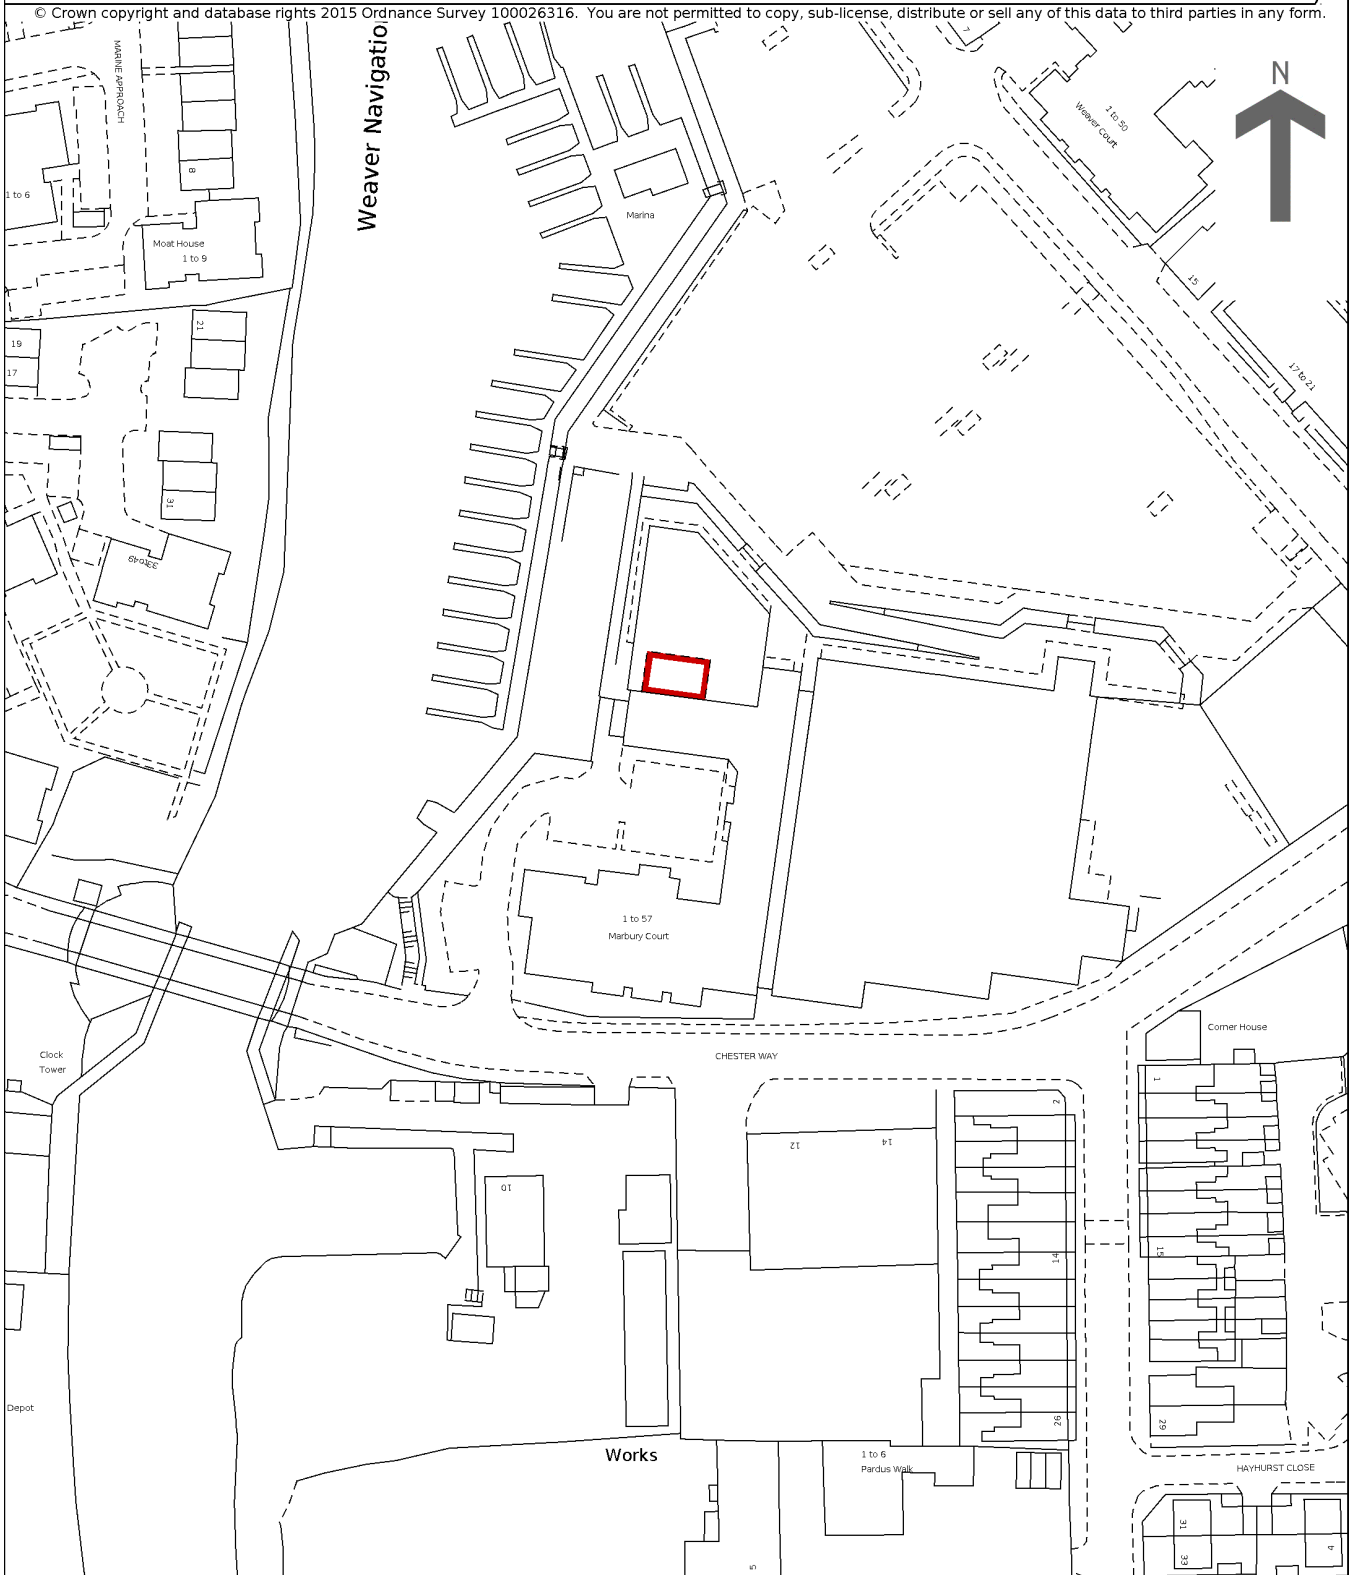 © Crown copyright and database rights 2015 Ordnance Survey 100026316. You are not permitted to copy, sub-license, distribute or sell any of this data to third parties in any form.
MARINE APPROACH
Weaver Navigation
7
N
1 to 50
Weaver Court
8
1 to 6
Marina
Moat House
1 to 9
15
21
19
17
17 to 21
31
33to49
1 to 57
Marbury Court
Corner House
Clock
Tower
CHESTER WAY
1
2
12
14
10
14
15
Depot
26
29
Works
1 to 6
Pardus Walk
HAYHURST CLOSE
31
33
4
5